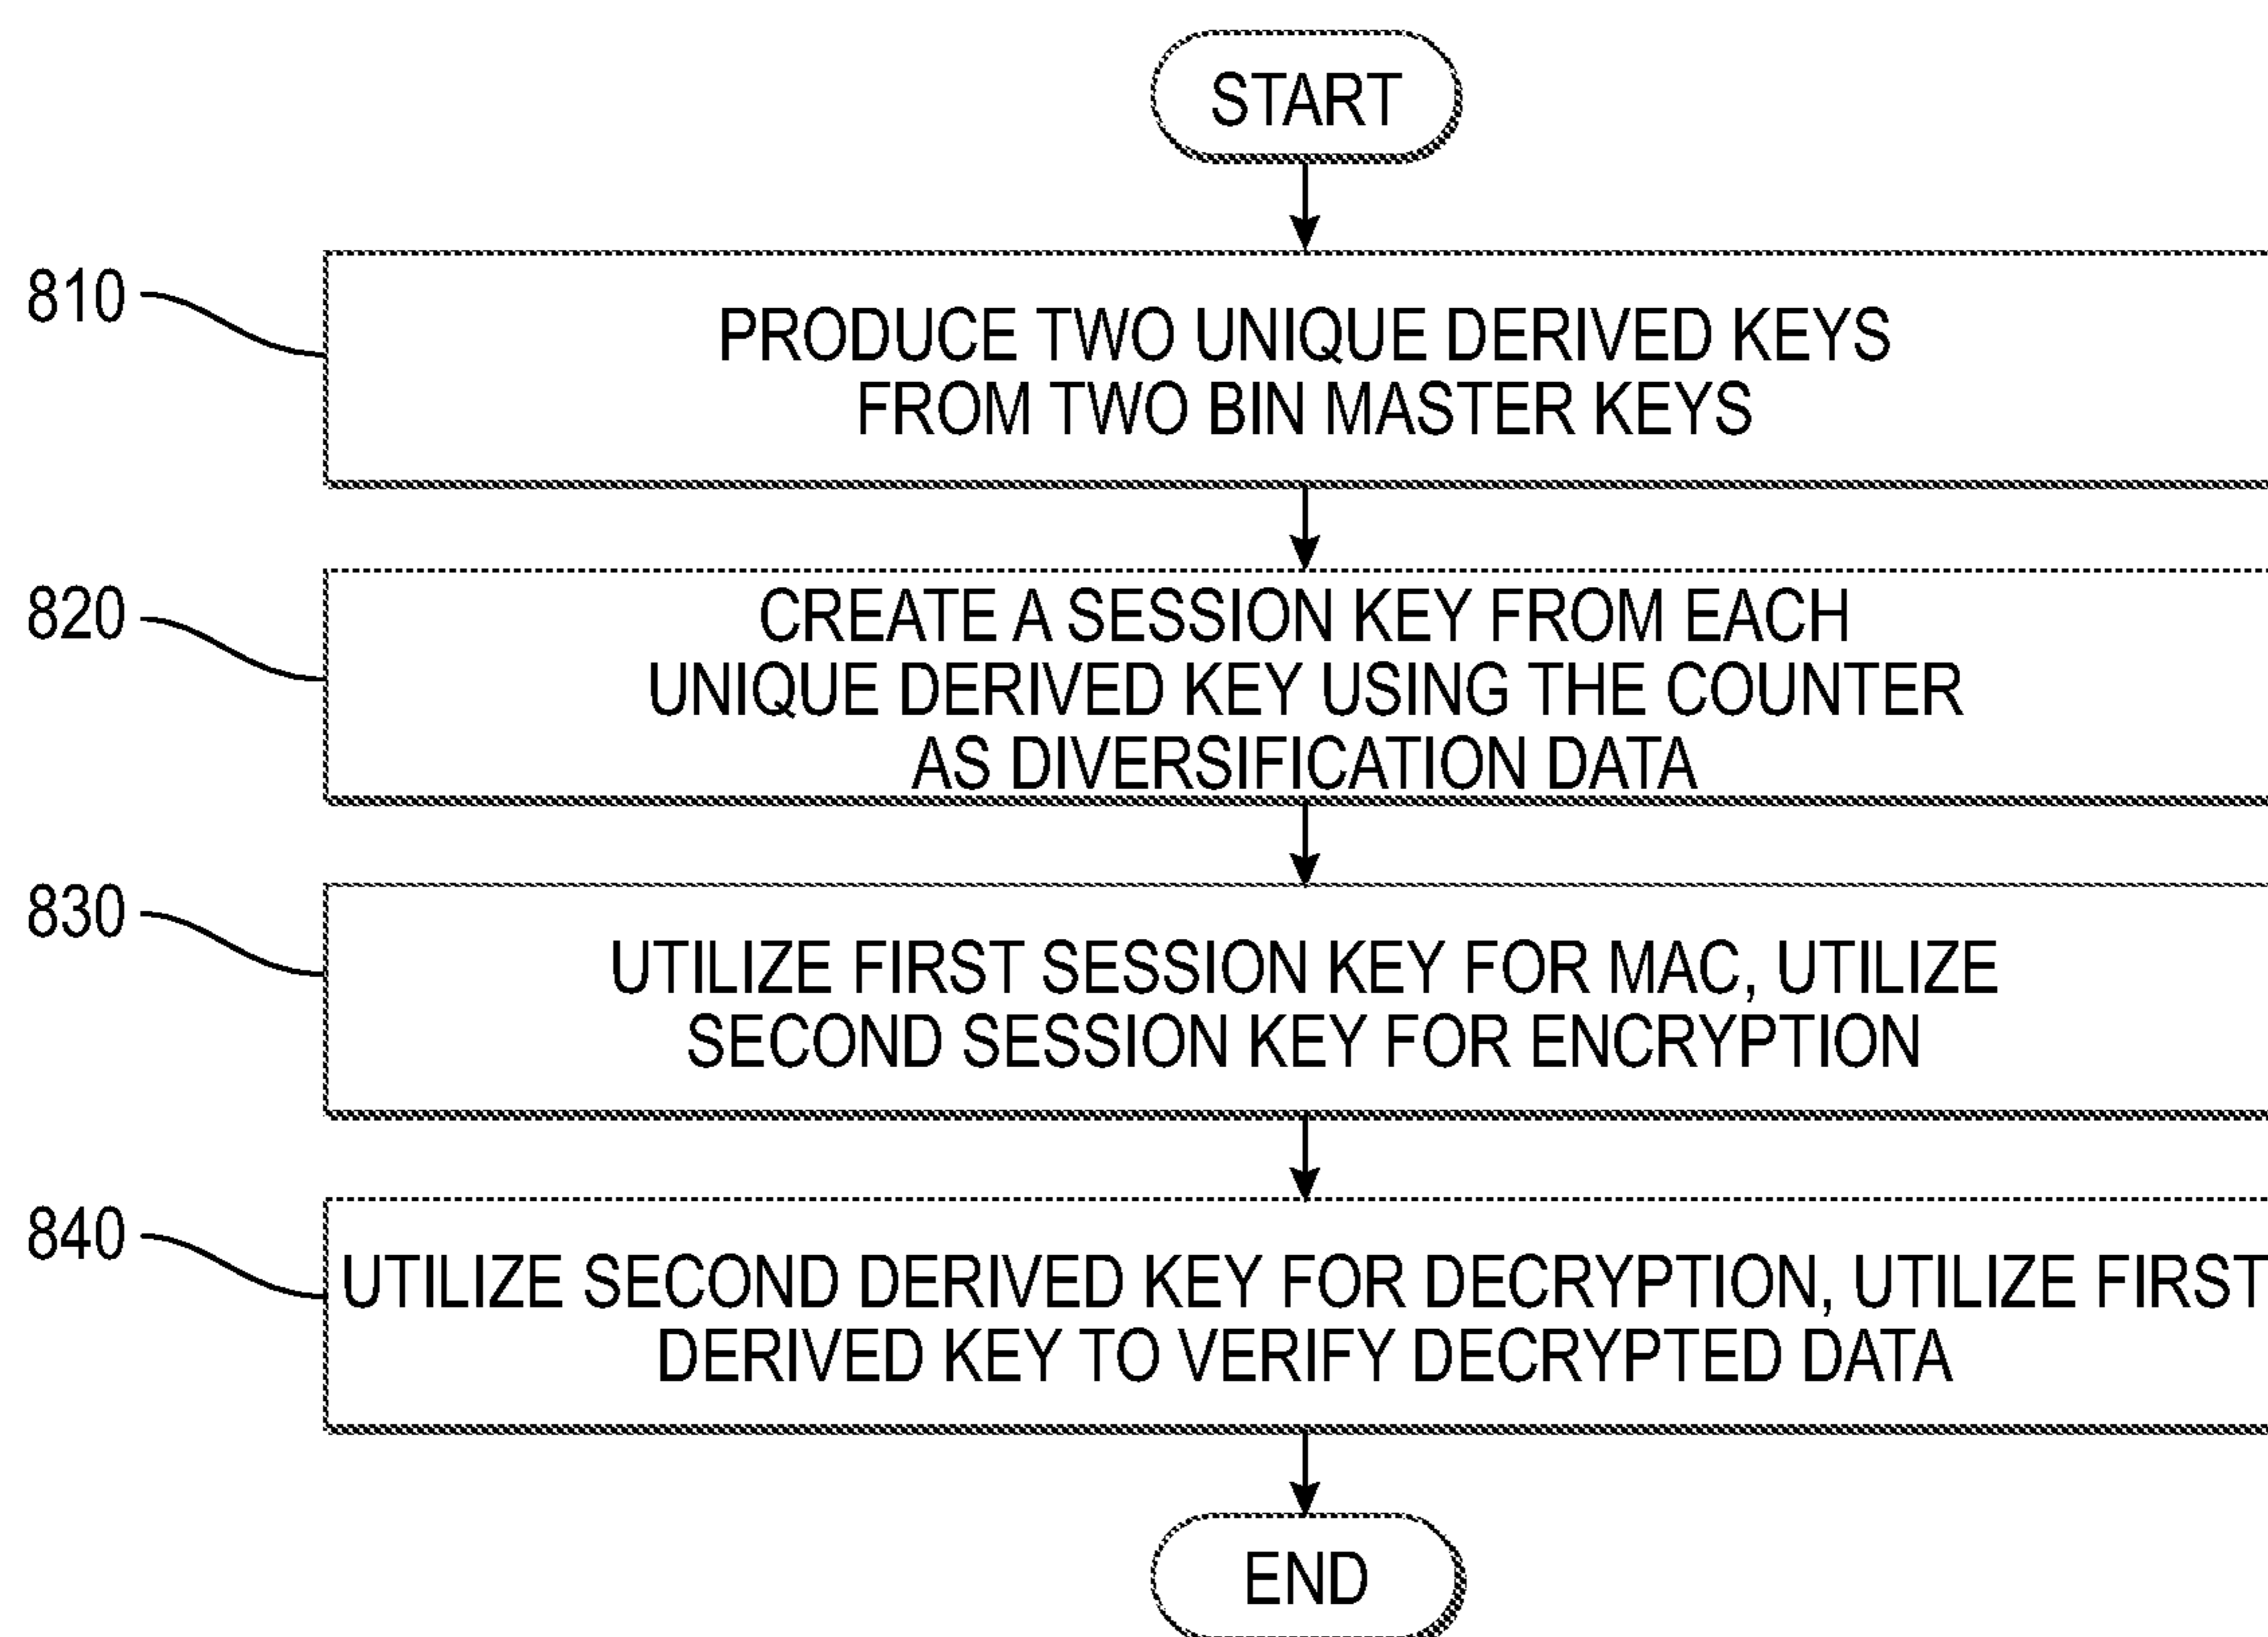 START
810
PRODUCE TWO UNIQUE DERIVED KEYS
FROM TWO BIN MASTER KEYS
820
CREATE A SESSION KEY FROM EACH
UNIQUE DERIVED KEY USING THE COUNTER
AS DIVERSIFICATION DATA
830
UTILIZE FIRST SESSION KEY FOR MAC, UTILIZE
SECOND SESSION KEY FOR ENCRYPTION
840
UTILIZE SECOND DERIVED KEY FOR DECRYPTION, UTILIZE FIRST
DERIVED KEY TO VERIFY DECRYPTED DATA
END